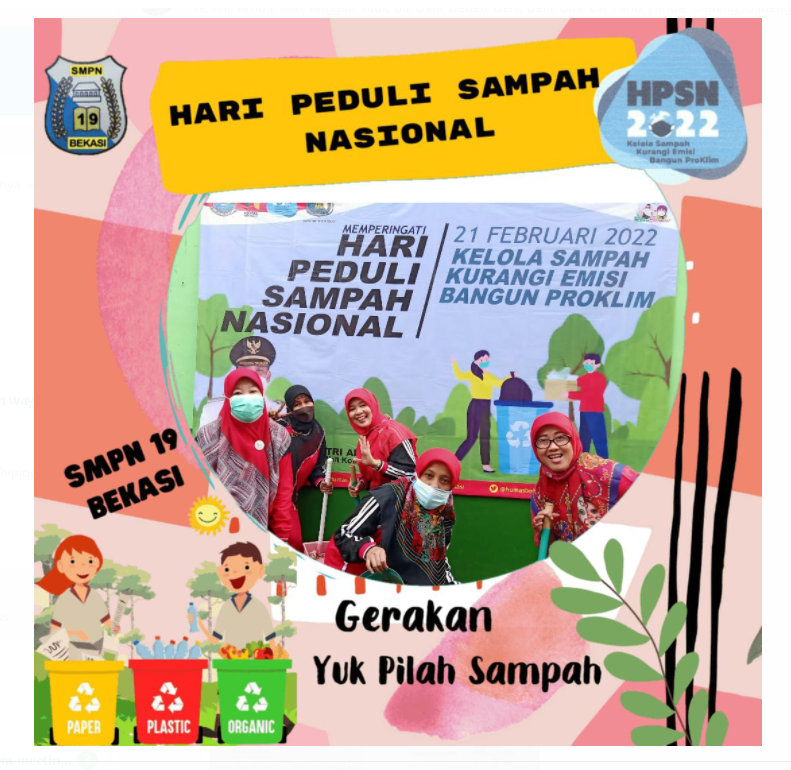 SMPN
19
BEKASI
HARI PEDULI SAMPAH
NASIONAL
HPSN
2022
Kelola Sampah
Kurangi Emisi
Bangun ProKlim
MEMPERINGATI
HARI
PEDULI
SAMPAH
NASIONAL
21 FEBRUARI 2022
KELOLA SAMPAH
KURANGI EMISI
BANGUN PROKLIM
SMPN 19
BEKASI
Gerakan
Yuk Pilah Sampah
PAPER
PLASTIC
ORGANIC